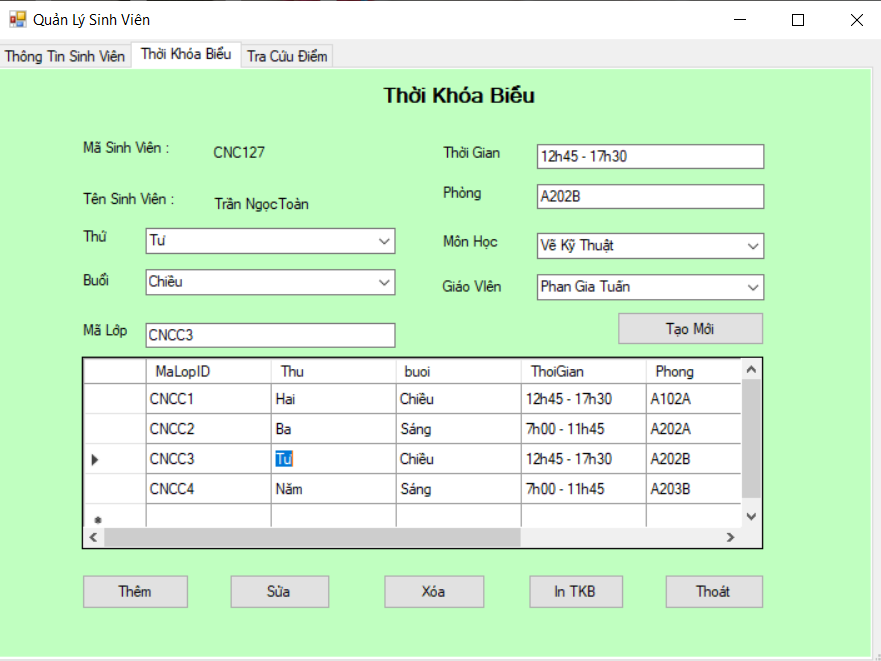 Quản Lý Sinh Viên
Thông Tin Sinh Viên Thời Khóa Biểu Tra Cứu Điểm
Thời Khóa Biểu
Mã Sinh Viên : CNC127
Thời Gian 12h45 - 17h30
Tên Sinh Viên : Trần NgọcToàn
Phòng A202B
Thứ Tư
Môn Học Vẽ Kỹ Thuật
Buổi Chiều
Giáo VIên Phan Gia Tuấn
Mã Lớp CNCC3
Tạo Mới
MaLopID Thu buoi ThoiGian Phong
CNCC1 Hai Chiều 12h45 - 17h30 A102A
CNCC2 Ba Sáng 7h00 - 11h45 A202A
CNCC3 Tư Chiều 12h45 - 17h30 A202B
CNCC4 Năm Sáng 7h00 - 11h45 A203B
Thêm Sửa Xóa In TKB Thoát